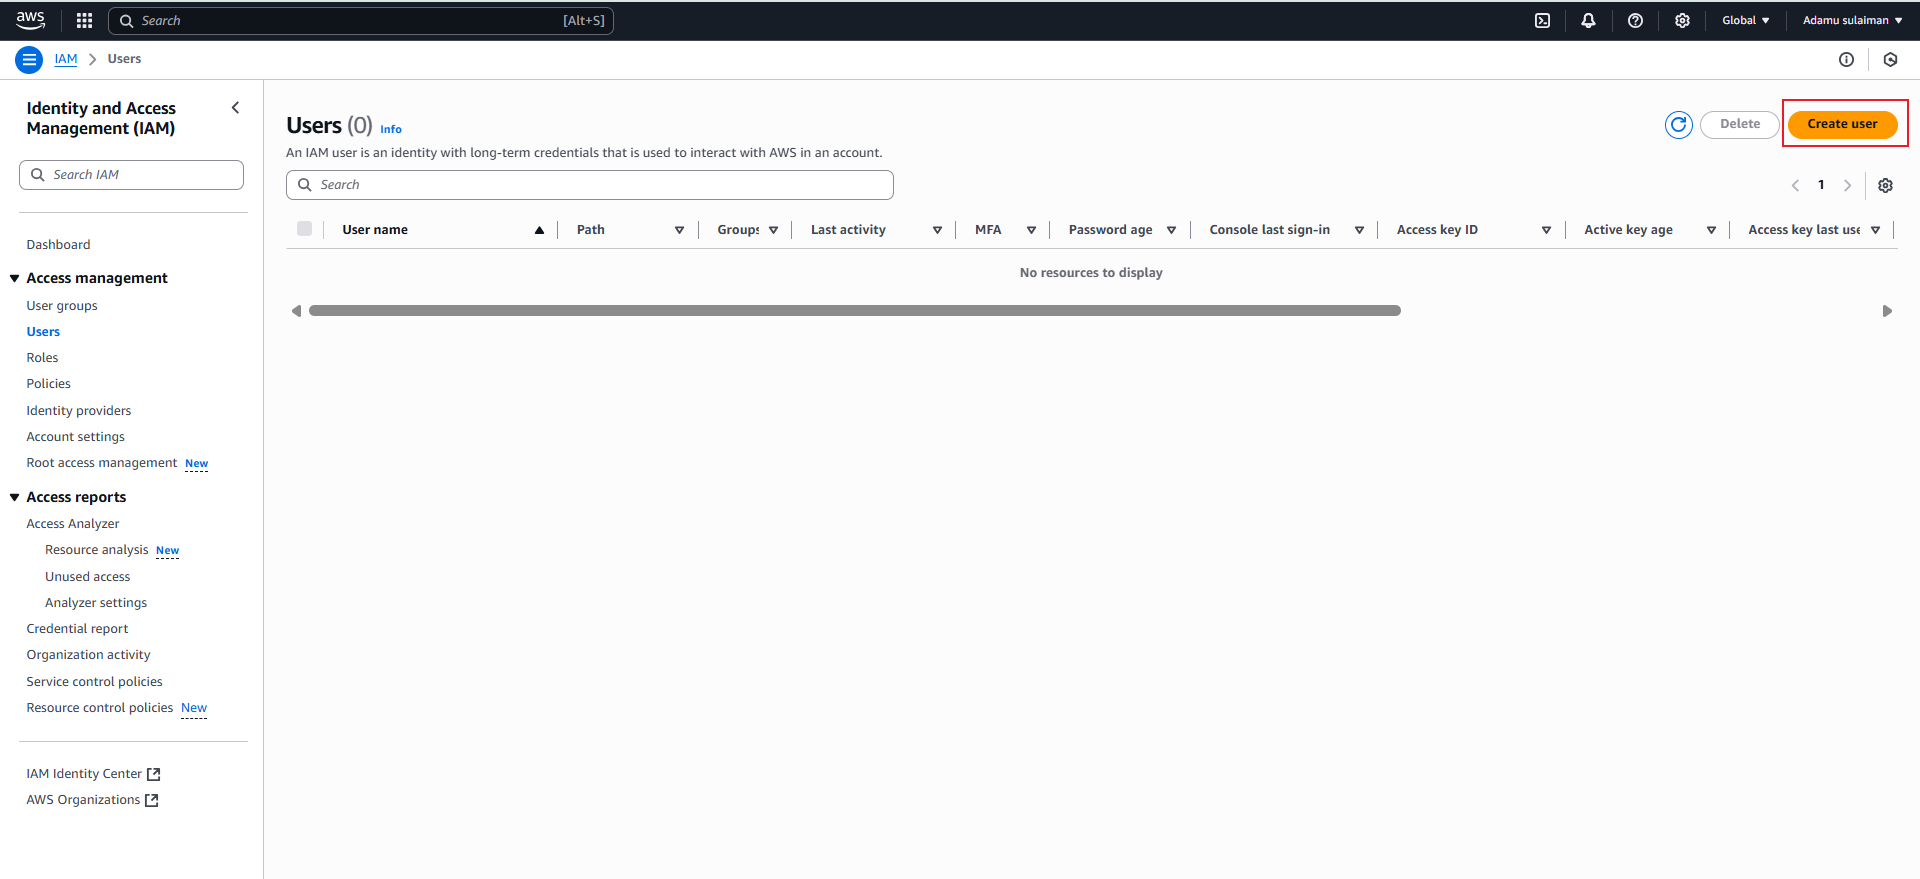 aws
Search [Alt+S]
Global
Adamu sulaiman
IAM
Users
Identity and Access
Management (IAM)
Search IAM
Dashboard
Access management
User groups
Users
Roles
Policies
Identity providers
Account settings
Root access management New
Access reports
Access Analyzer
Resource analysis New
Unused access
Analyzer settings
Credential report
Organization activity
Service control policies
Resource control policies New
IAM Identity Center
AWS Organizations
Users (0) Info
Delete
Create user
An IAM user is an identity with long-term credentials that is used to interact with AWS in an account.
Search
1
User name Path Groups Last activity MFA Password age Console last sign-in Access key ID Active key age Access key last use
No resources to display